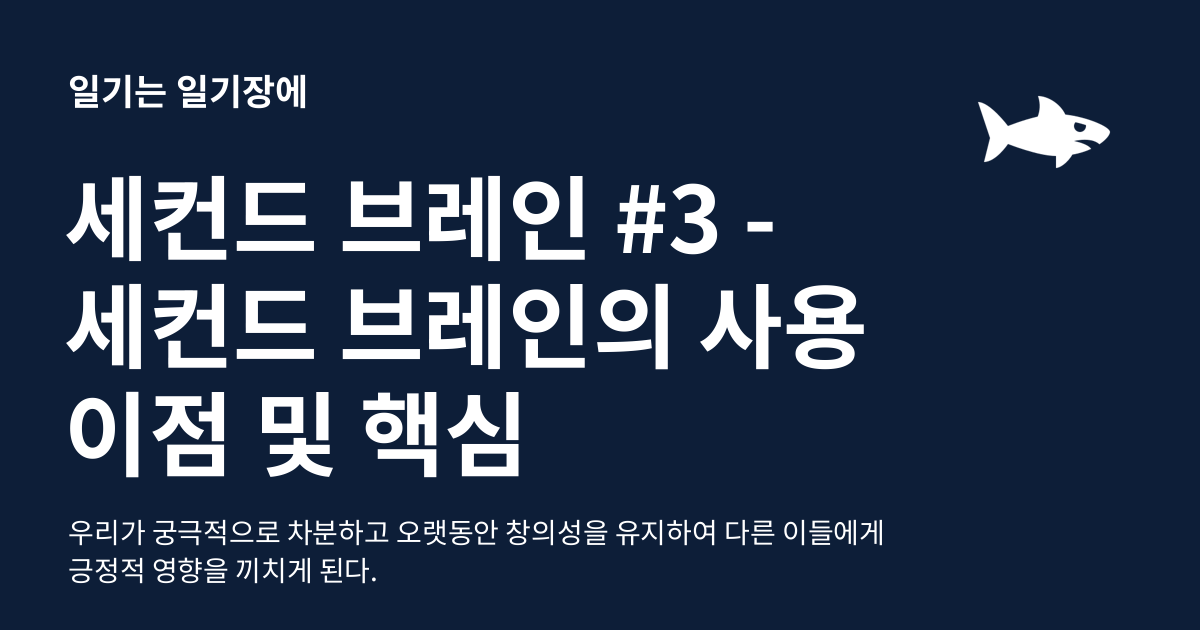 일기는 일기장에
세컨드 브레인 #3 -
세컨드 브레인의 사용
이점 및 핵심
우리가 궁극적으로 차분하고 오랫동안 창의성을 유지하여 다른 이들에게
긍정적 영향을 끼치게 된다.